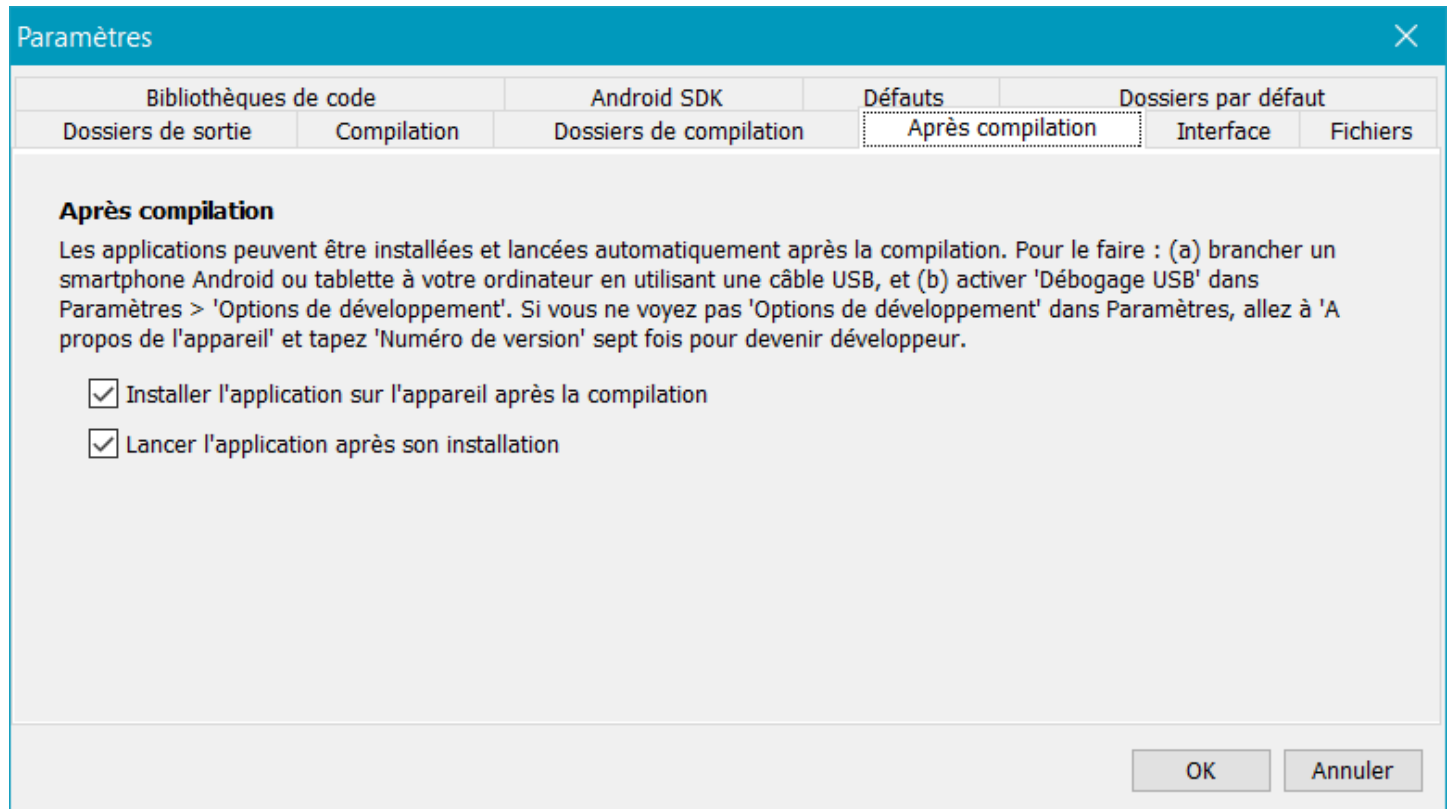 Paramètres
Bibliothèques de code
Android SDK
Défauts
Dossiers par défaut
Dossiers de sortie
Compilation
Dossiers de compilation
Après compilation
Interface
Fichiers
Après compilation
Les applications peuvent être installées et lancées automatiquement après la compilation. Pour le faire : (a) brancher un
smartphone Android ou tablette à votre ordinateur en utilisant une câble USB, et (b) activer 'Débogage USB' dans
Paramètres > 'Options de développement'. Si vous ne voyez pas 'Options de développement' dans Paramètres, allez à 'A
propos de l'appareil' et tapez 'Numéro de version' sept fois pour devenir développeur.
Installer l'application sur l'appareil après la compilation
Lancer l'application après son installation
OK
Annuler